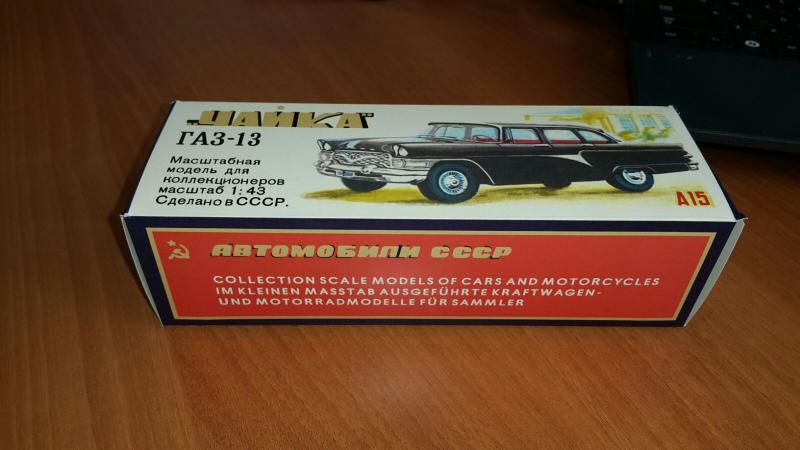 „ЧАЙКА"
ГАЗ-13
Масштабная
модель для
коллекционеров
масштаб 1:43
Сделано в СССР.
А15
АВТОМОБИЛИ СССР
COLLECTION SCALE MODELS OF CARS AND MOTORCYCLES
IM KLEINEN MASSTAB AUSGEFÜHRTE KRAFTWAGEN-
UND MOTORRADMODELLE FÜR SAMMLER